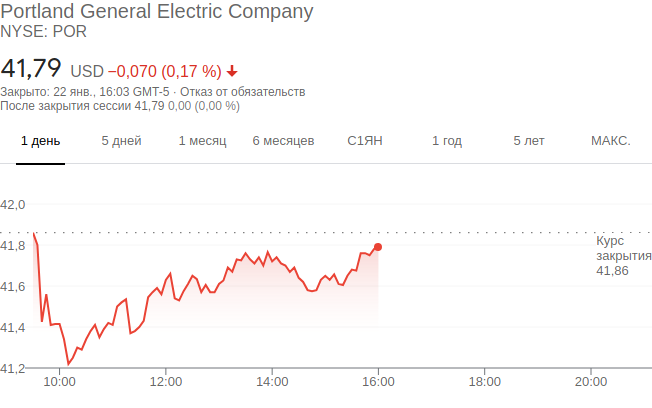 Portland General Electric Company
NYSE: POR
41,79 USD −0,070 (0,17 %)
Закрыто: 22 янв., 16:03 GMT-5 · Отказ от обязательств
После закрытия сессии 41,79 0,00 (0,00 %)
1 день 5 дней 1 месяц 6 месяцев С1ЯН 1 год 5 лет МАКС.
42,0
41,8
41,6
41,4
41,2
Курс
закрытия
41,86
10:00 12:00 14:00 16:00 18:00 20:00